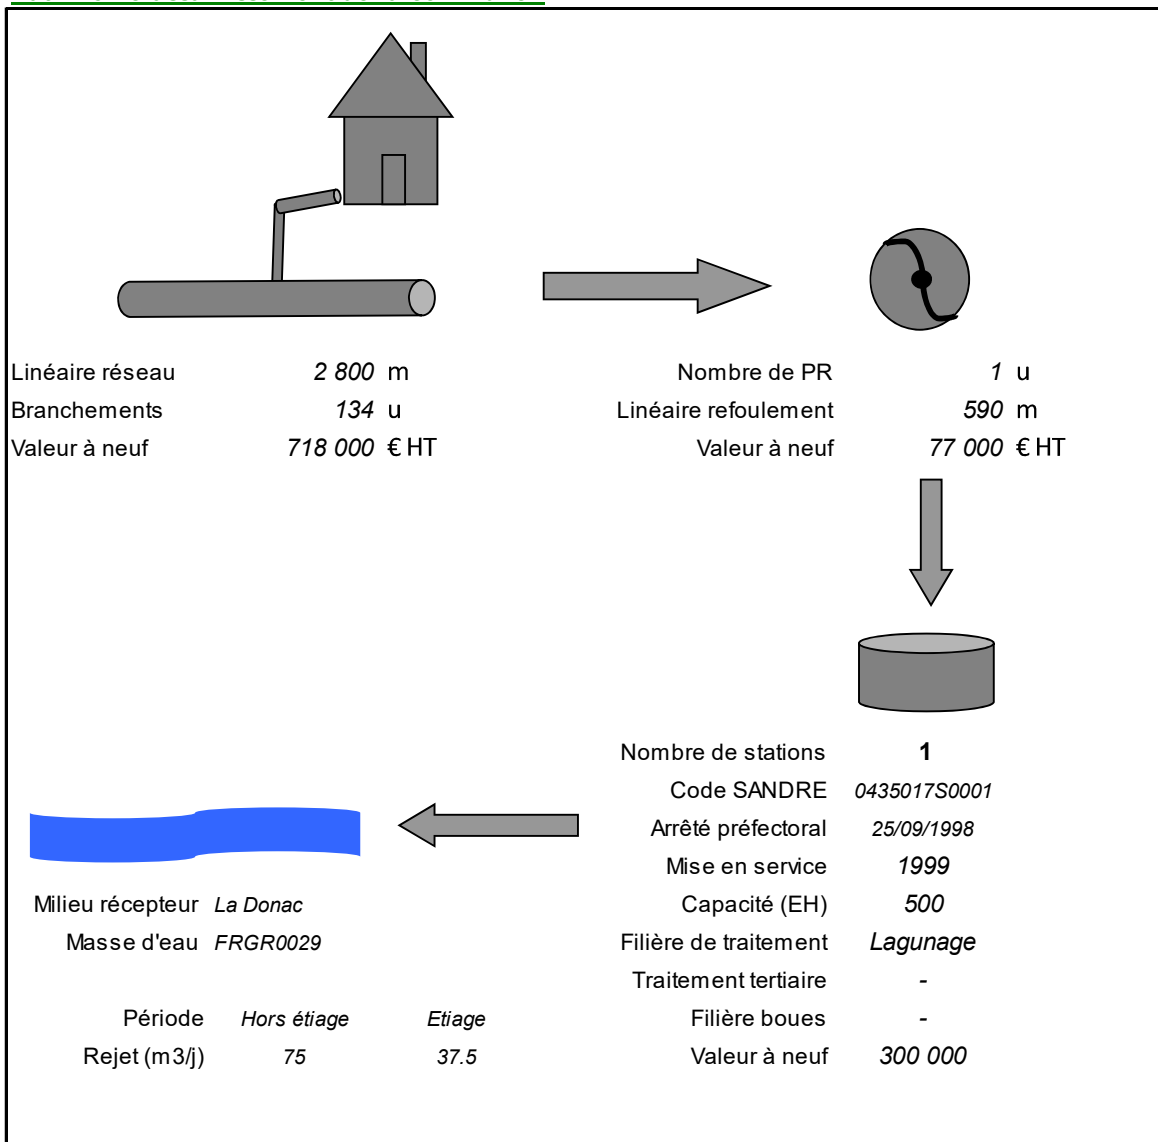 Linéaire réseau 2 800 m
Branchements 134 u
Valeur à neuf 718 000 € HT
Nombre de PR 1 u
Linéaire refoulement 590 m
Valeur à neuf 77 000 € HT
Nombre de stations 1
Code SANDRE 0435017S0001
Arrêté préfectoral 25/09/1998
Mise en service 1999
Capacité (EH) 500
Filière de traitement Lagunage
Traitement tertiaire -
Filière boues -
Valeur à neuf 300 000
Milieu récepteur La Donac
Masse d'eau FRGR0029
Période Hors étiage Etiage
Rejet (m3/j) 75 37.5